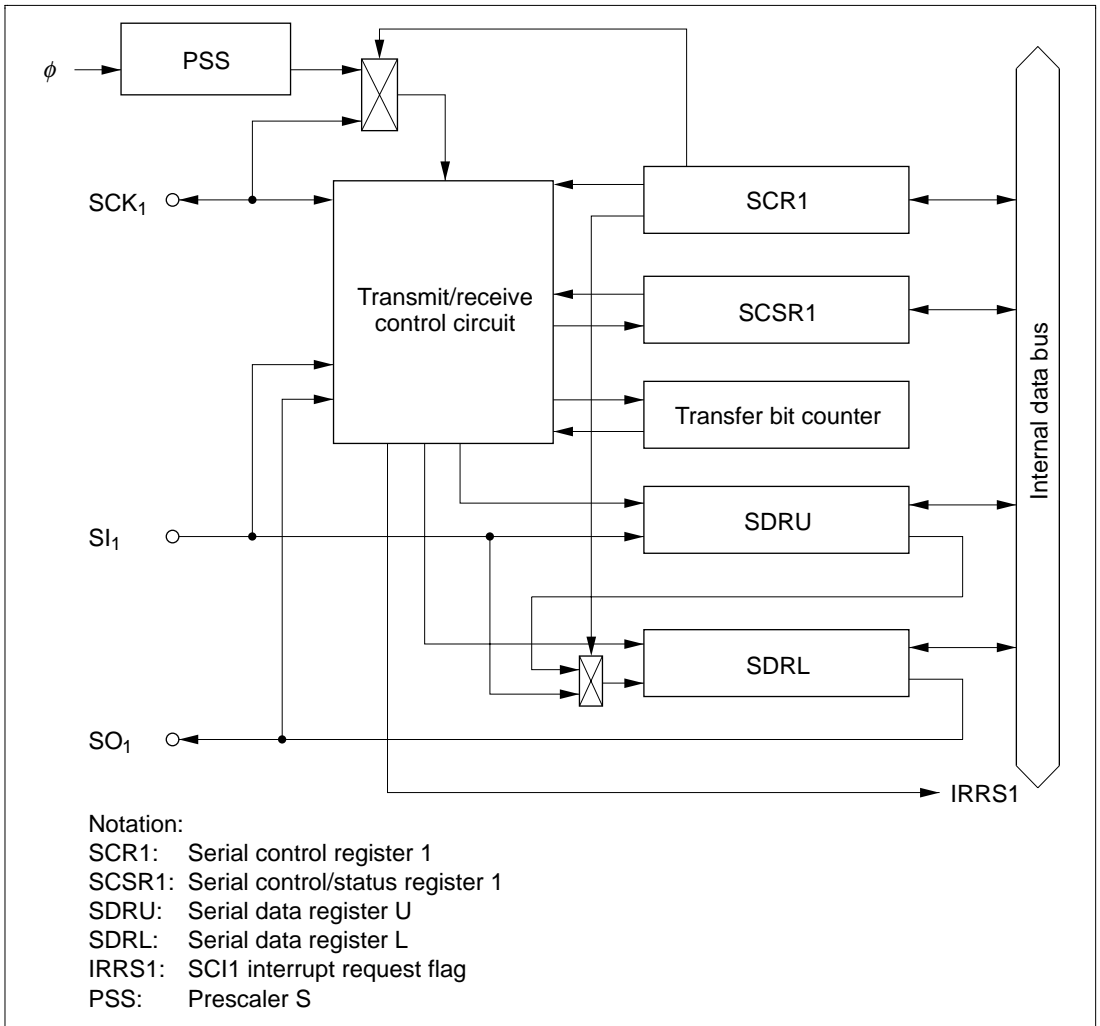 PSS
ϕ
SCK1
SCR1
Transmit/receive
control circuit
SCSR1
Transfer bit counter
Internal data bus
SI1
SDRU
SDRL
SO1
IRRS1
Notation:
SCR1: Serial control register 1
SCSR1: Serial control/status register 1
SDRU: Serial data register U
SDRL: Serial data register L
IRRS1: SCI1 interrupt request flag
PSS: Prescaler S